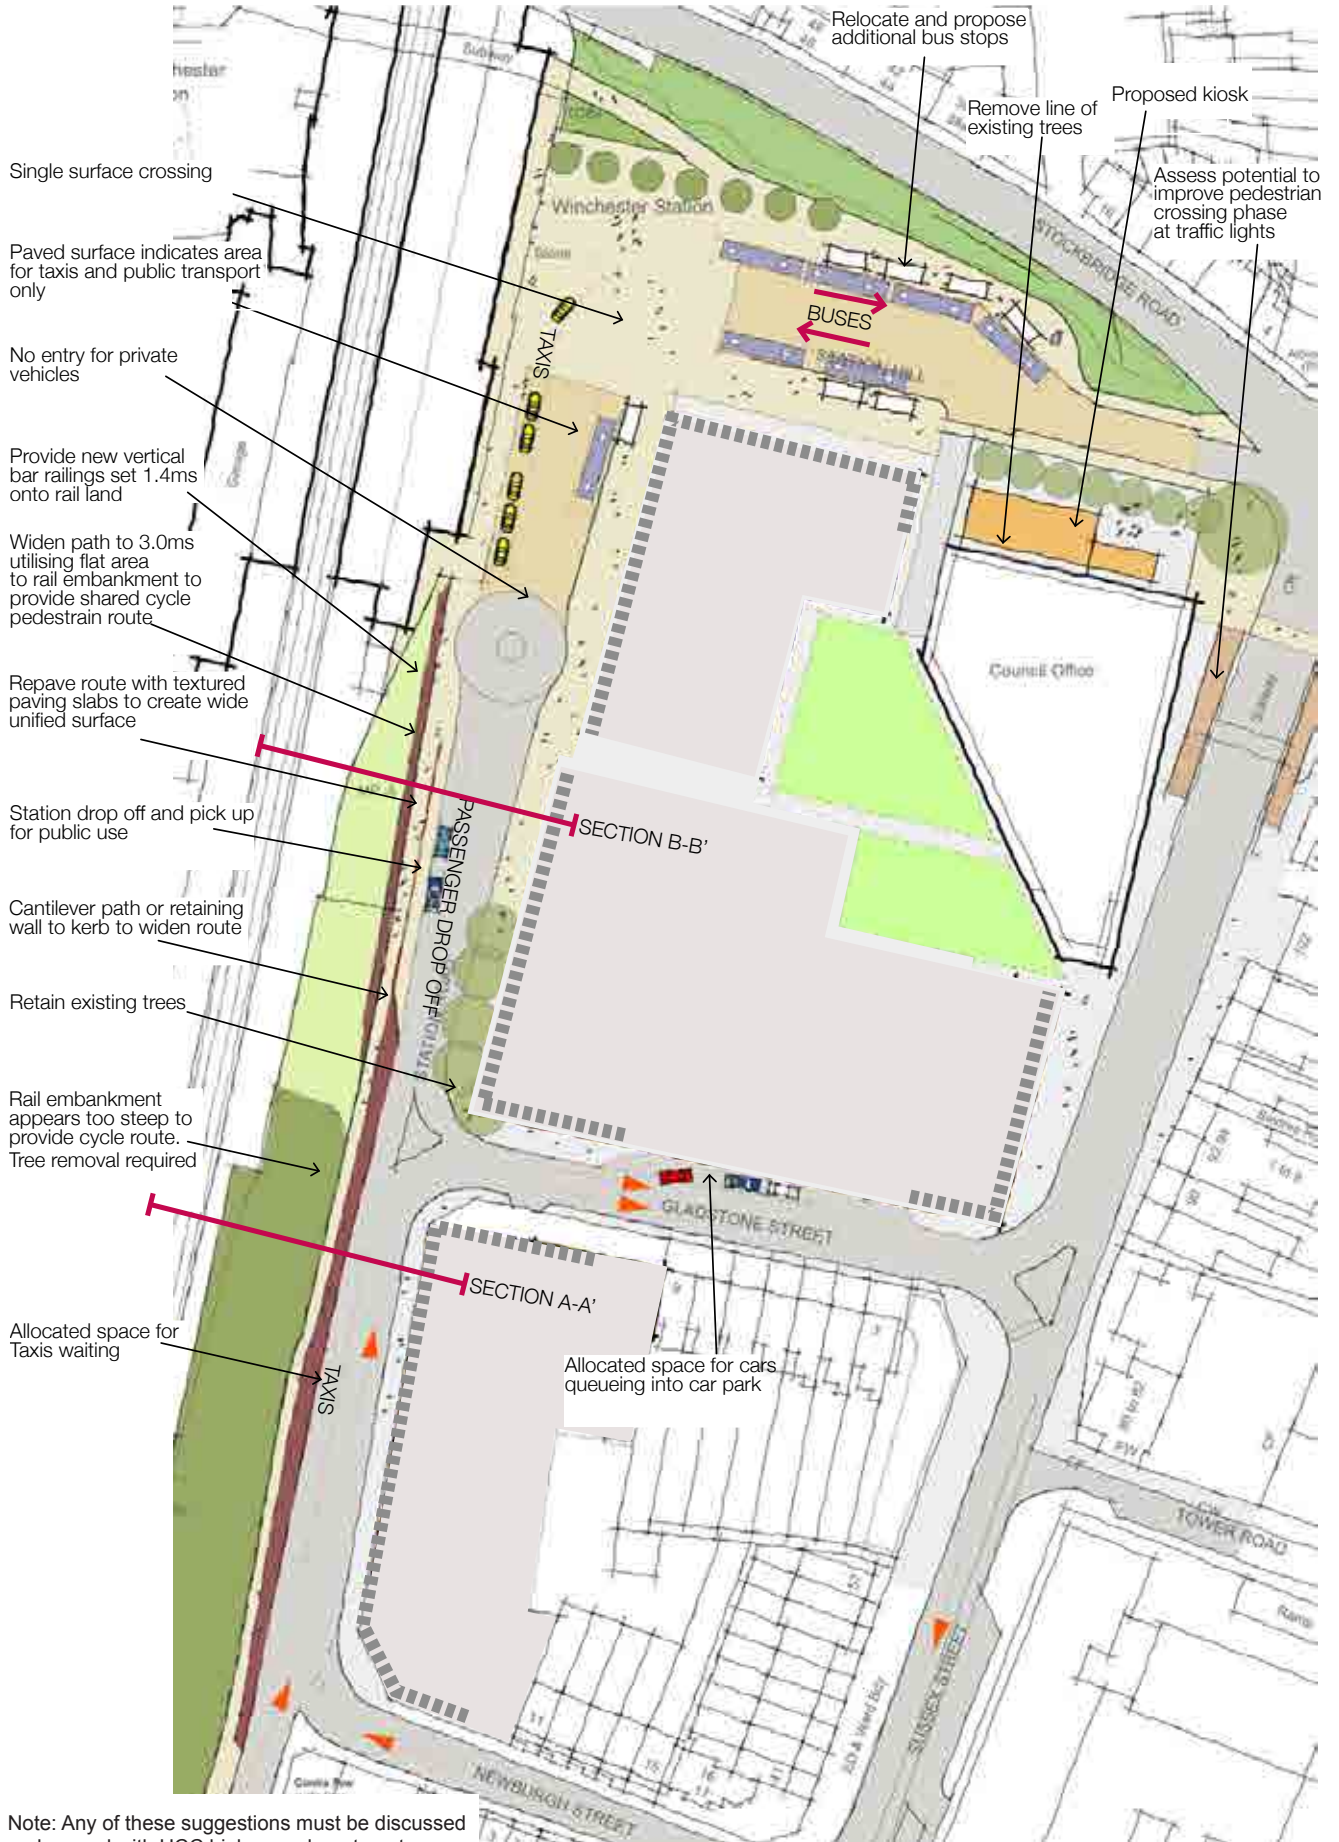 Relocate and propose
additional bus stops
Remove line of
existing trees
Proposed kiosk
Assess potential to
improve pedestrian
crossing phase
at traffic lights
Single surface crossing
Paved surface indicates area
for taxis and public transport
only
No entry for private
vehicles
Provide new vertical
bar railings set 1.4ms
onto rail land
Widen path to 3.0ms
utilising flat area
to rail embankment to
provide shared cycle
pedestrain route
Repave route with textured
paving slabs to create wide
unified surface
Station drop off and pick up
for public use
Cantilever path or retaining
wall to kerb to widen route
Retain existing trees
Rail embankment
appears too steep to
provide cycle route.
Tree removal required
Allocated space for
Taxis waiting
Allocated space for cars
queueing into car park
Subway
Winchester Station
STOCKBRIDGE ROAD
BUSES
STATION HILL
TAXIS
Council Office
Subway
SECTION B-B'
PASSENGER DROP OFF
STATION
GLADSTONE STREET
SECTION A-A'
TAXIS
TOWER ROAD
SUSSEX STREET
CD & Ward Bdy
NEWBURGH STREET
Note: Any of these suggestions must be discussed